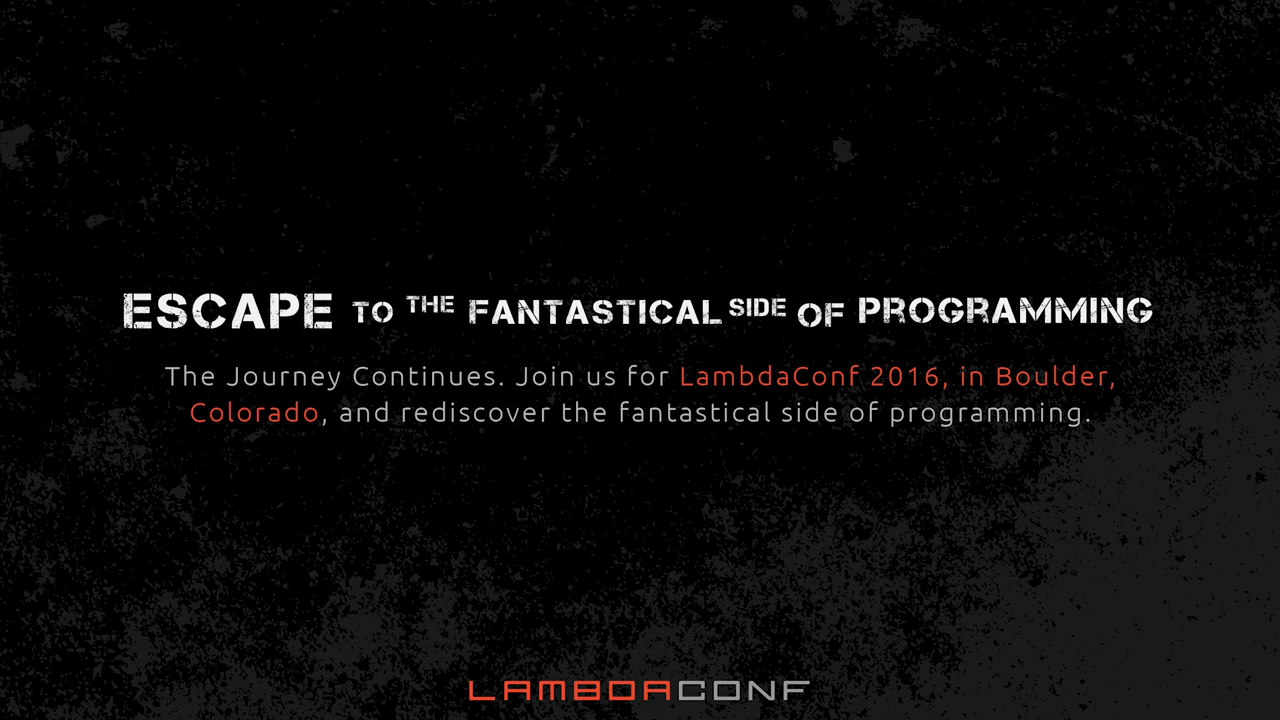 ESCAPE TO THE FANTASTICAL SIDE OF PROGRAMMING
The Journey Continues. Join us for LambdaConf 2016, in Boulder,
Colorado, and rediscover the fantastical side of programming.
LAMBDACONF